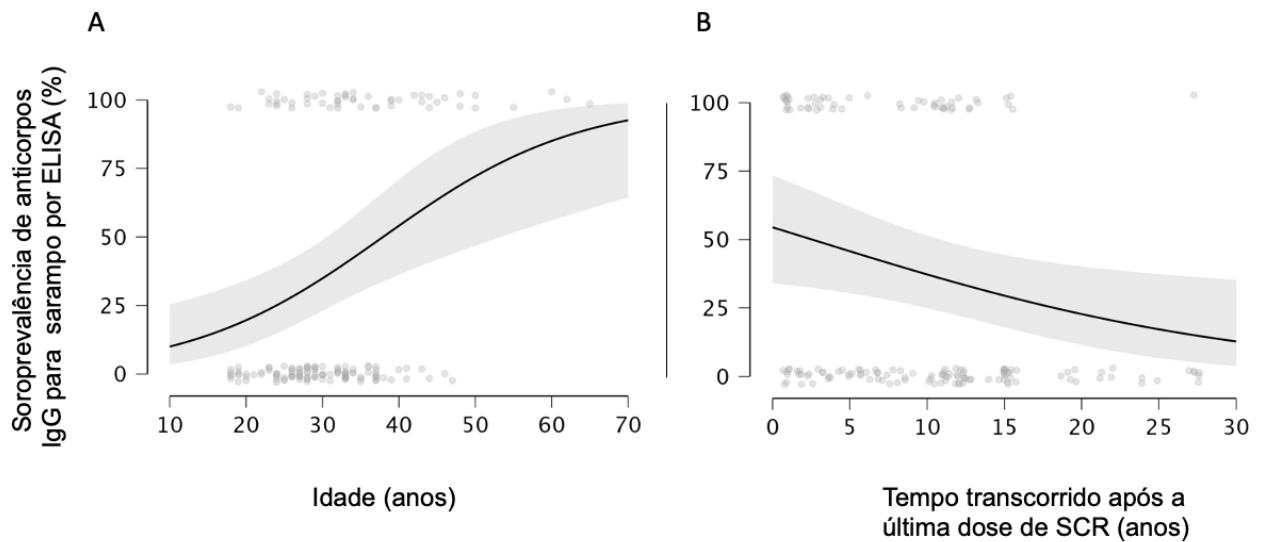 A
B
Soroprevalência de anticorpos
IgG para sarampo por ELISA (%)
100
75
50
25
0
10 20 30 40 50 60 70
Idade (anos)
100
75
50
25
0
0 5 10 15 20 25 30
Tempo transcorrido após a
última dose de SCR (anos)